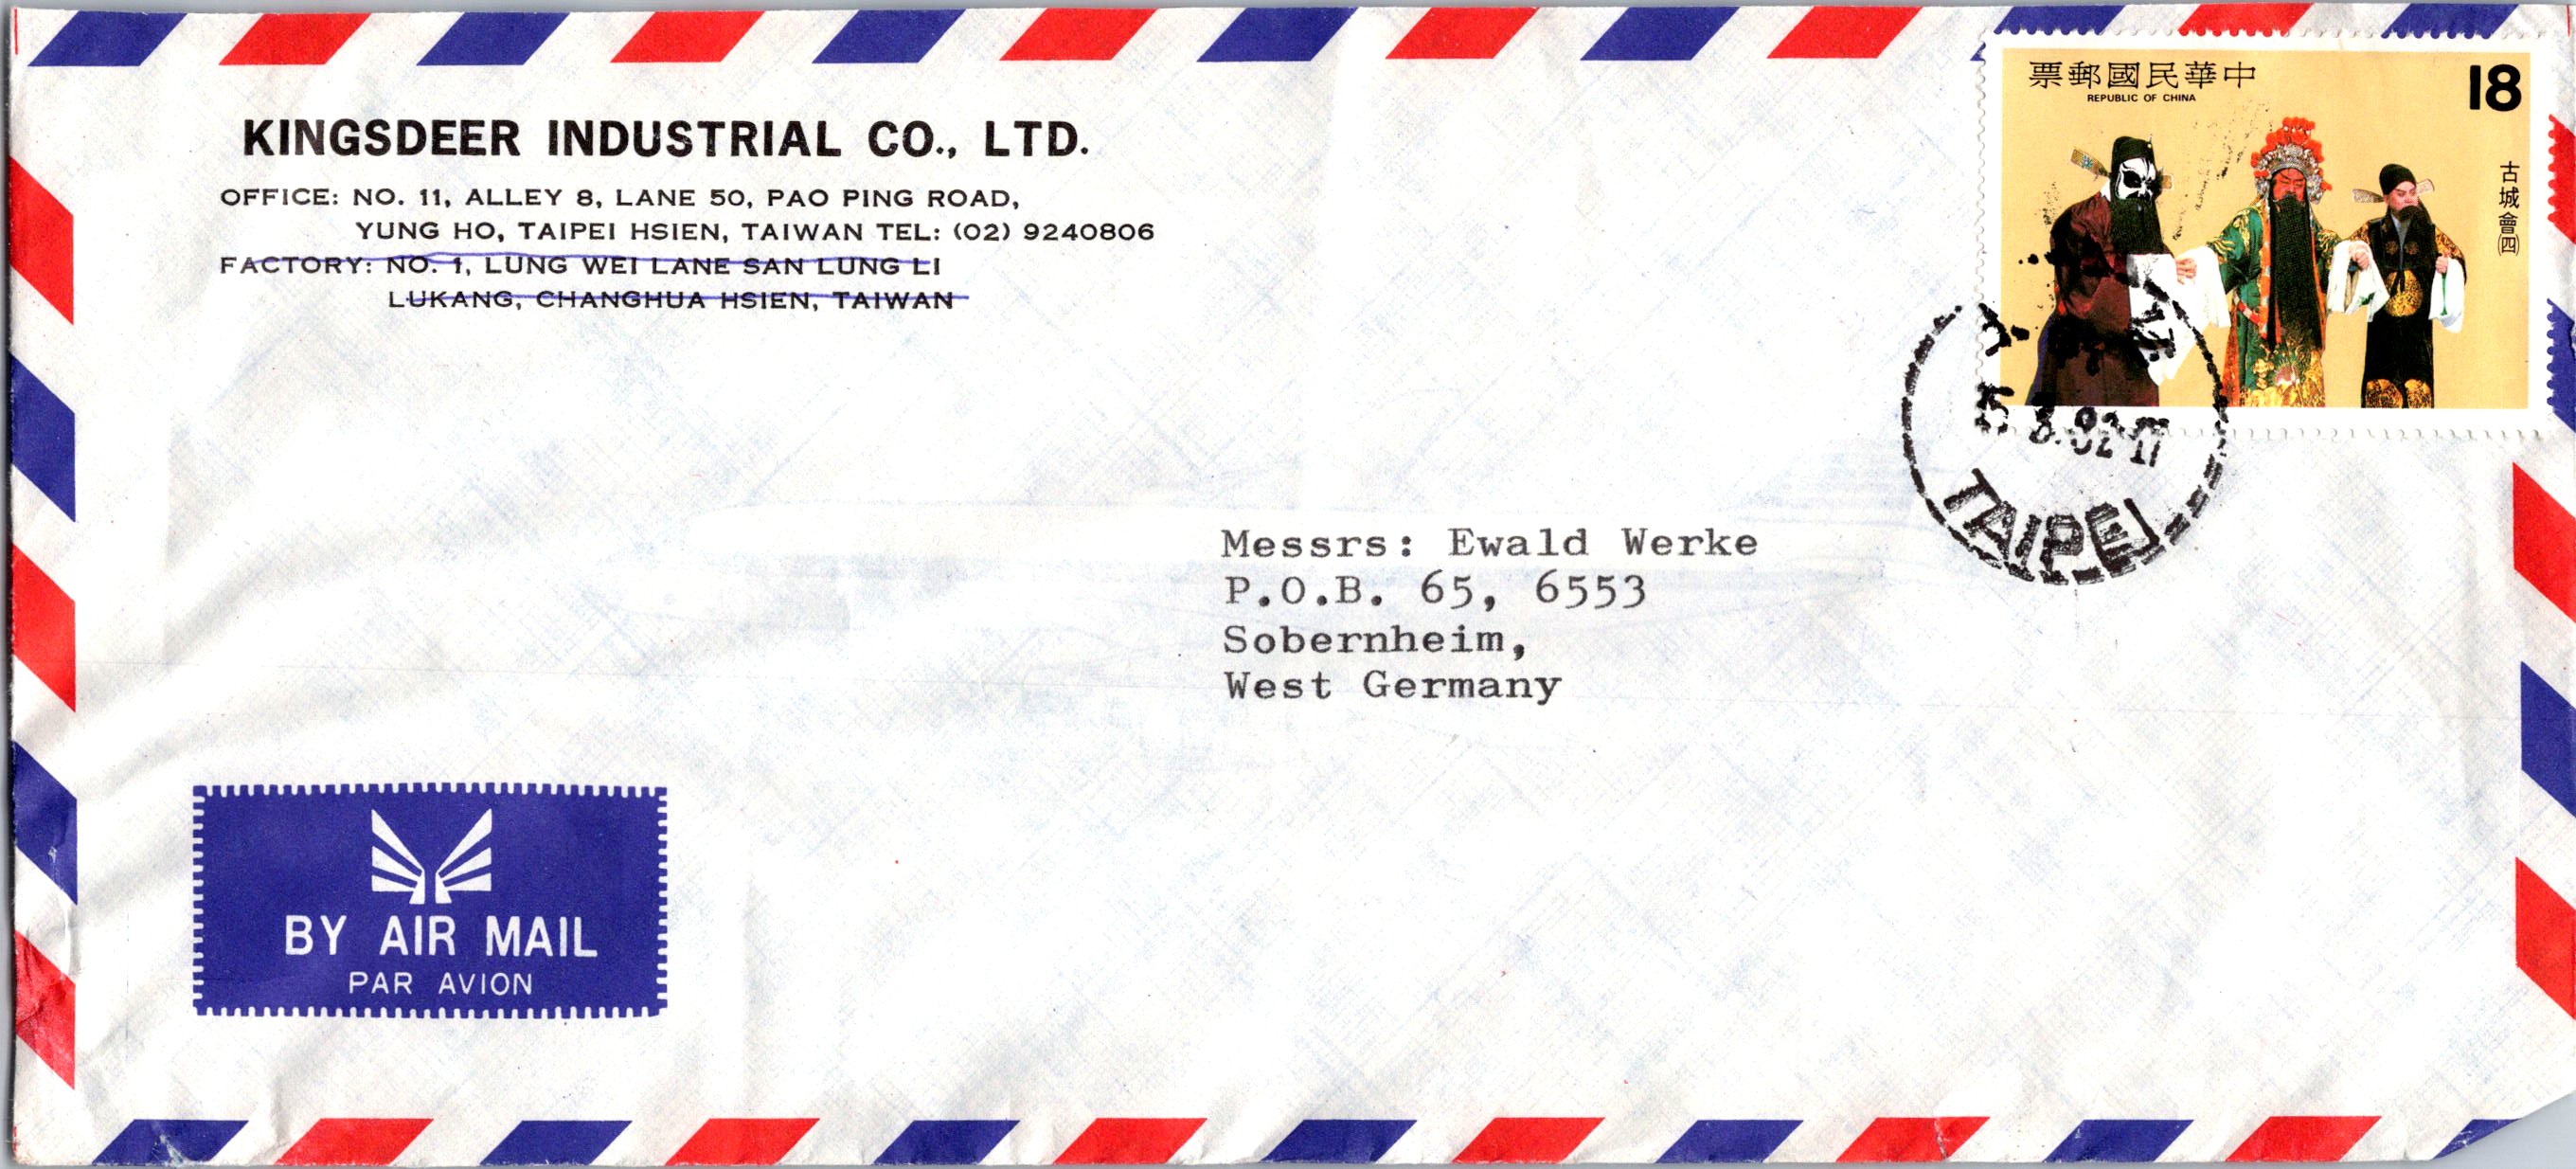 KINGSDEER INDUSTRIAL CO., LTD.
OFFICE: NO. 11, ALLEY 8, LANE 50, PAO PING ROAD,
YUNG HO, TAIPEI HSIEN, TAIWAN TEL: (02) 9240806
FACTORY: NO. 1, LUNG WEI LANE SAN LUNG LI
LUKANG, CHANGHUA HSIEN, TAIWAN
票郵國民華中
REPUBLIC OF CHINA
18
古城會(四)
8.82-17
TAIPEI
Messrs: Ewald Werke
P.O.B. 65, 6553
Sobernheim,
West Germany
BY AIR MAIL
PAR AVION